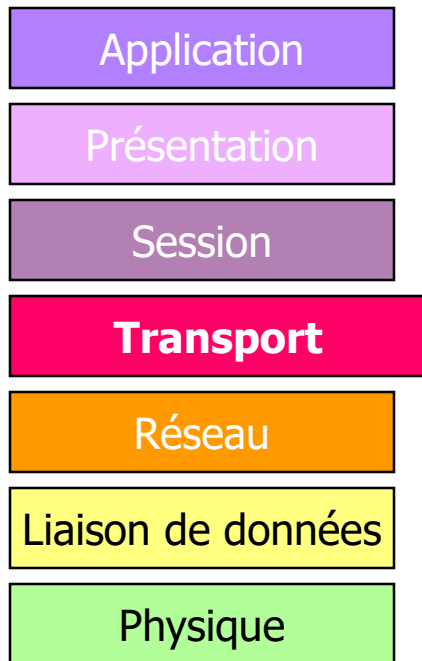 Application
Présentation
Session
Transport
Réseau
Liaison de données
Physique